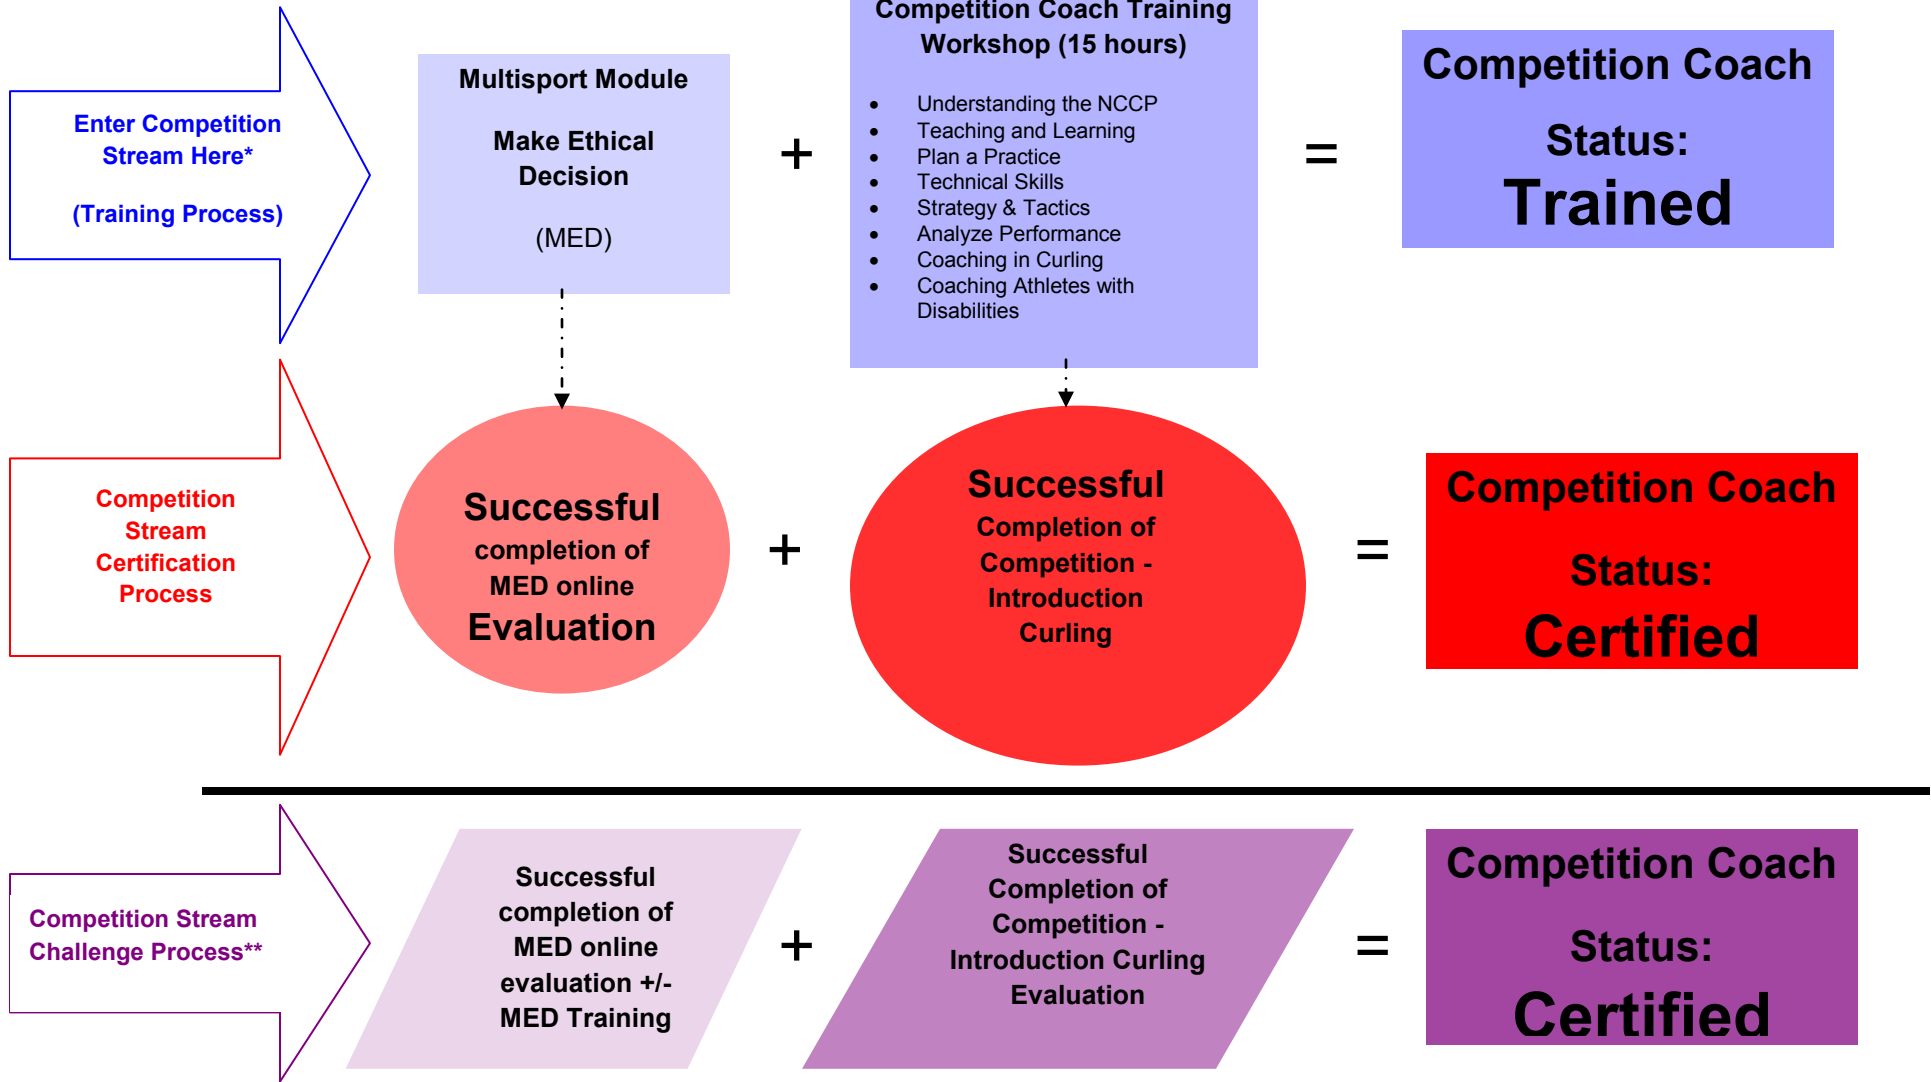 Enter Competition
Stream Here*
(Training Process)
Multisport Module
Make Ethical
Decision
(MED)
+
Competition Coach Training
Workshop (15 hours)
• Understanding the NCCP
• Teaching and Learning
• Plan a Practice
• Technical Skills
• Strategy & Tactics
• Analyze Performance
• Coaching in Curling
• Coaching Athletes with
Disabilities
=
Competition Coach
Status:
Trained
Competition
Stream
Certification
Process
Successful
completion of
MED online
Evaluation
+
Successful
Completion of
Competition -
Introduction
Curling
=
Competition Coach
Status:
Certified
Competition Stream
Challenge Process**
Successful
completion of
MED online
evaluation +/-
MED Training
+
Successful
Completion of
Competition -
Introduction Curling
Evaluation
=
Competition Coach
Status:
Certified